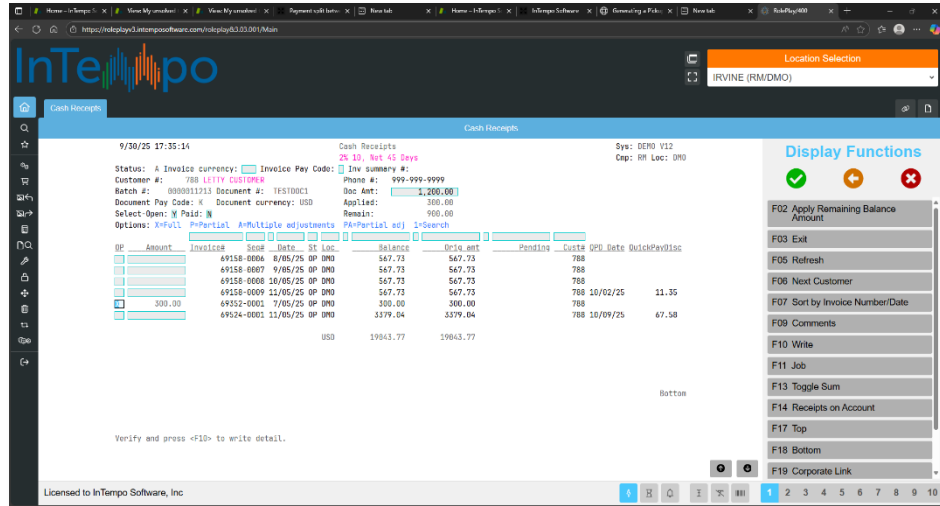 Home - InTempo S
View: My unsolved
View: My unsolved
Payment split betw
New tab
Home - InTempo S
InTempo Software
Generating a Pickup
New tab
RolePlay/400
https://roleplayv3.intemposoftware.com/roleplay8.3.03.001/Main
InTempo
Location Selection
IRVINE (RM/DMO)
Cash Receipts
Cash Receipts
9/30/25 17:35:14 Cash Receipts Sys: DEMO V12
2% 10, Net 45 Days Cmp: RM Loc: DMO
Status: A Invoice currency: Invoice Pay Code: Inv summary #:
Customer #: 788 LETTY CUSTOMER Phone #: 999-999-9999
Batch #: 0000011213 Document #: TESTDOC1 Doc Amt: 1,200.00
Document Pay Code: K Document currency: USD Applied: 300.00
Select-Open: Y Paid: N Remain: 900.00
Options: X=Full P=Partial A=Multiple adjustments PA=Partial adj 1=Search
OP Amount Invoice# Seq# Date St Loc Balance Orig amt Pending Cust# QPD Date QuickPayDisc
69158-0006 8/05/25 OP DMO 567.73 567.73 788
69158-0007 9/05/25 OP DMO 567.73 567.73 788
69158-0008 10/05/25 OP DMO 567.73 567.73 788
69158-0009 11/05/25 OP DMO 567.73 567.73 788 10/02/25 11.35
300.00 69352-0001 7/05/25 OP DMO 300.00 300.00 788
69524-0001 11/05/25 OP DMO 3379.04 3379.04 788 10/09/25 67.58
USD 19043.77 19043.77
Bottom
Verify and press <F10> to write detail.
Display Functions
F02 Apply Remaining Balance
Amount
F03 Exit
F05 Refresh
F06 Next Customer
F07 Sort by Invoice Number/Date
F09 Comments
F10 Write
F11 Job
F13 Toggle Sum
F14 Receipts on Account
F17 Top
F18 Bottom
F19 Corporate Link
Licensed to InTempo Software, Inc
1 2 3 4 5 6 7 8 9 10